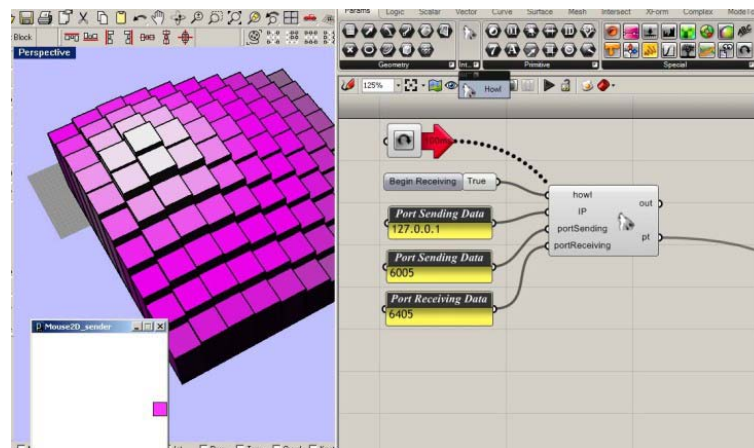 Block
Perspective
Mouse2D_sender
Params Logic Scalar Vector Curve Surface Mesh Intersect XForm Complex
Geometry Int... Primitive Special
125%
Howl
Begin Receiving True
Port Sending Data
127.0.0.1
Port Sending Data
6005
Port Receiving Data
6405
howl
IP
portSending
portReceiving
out
pt